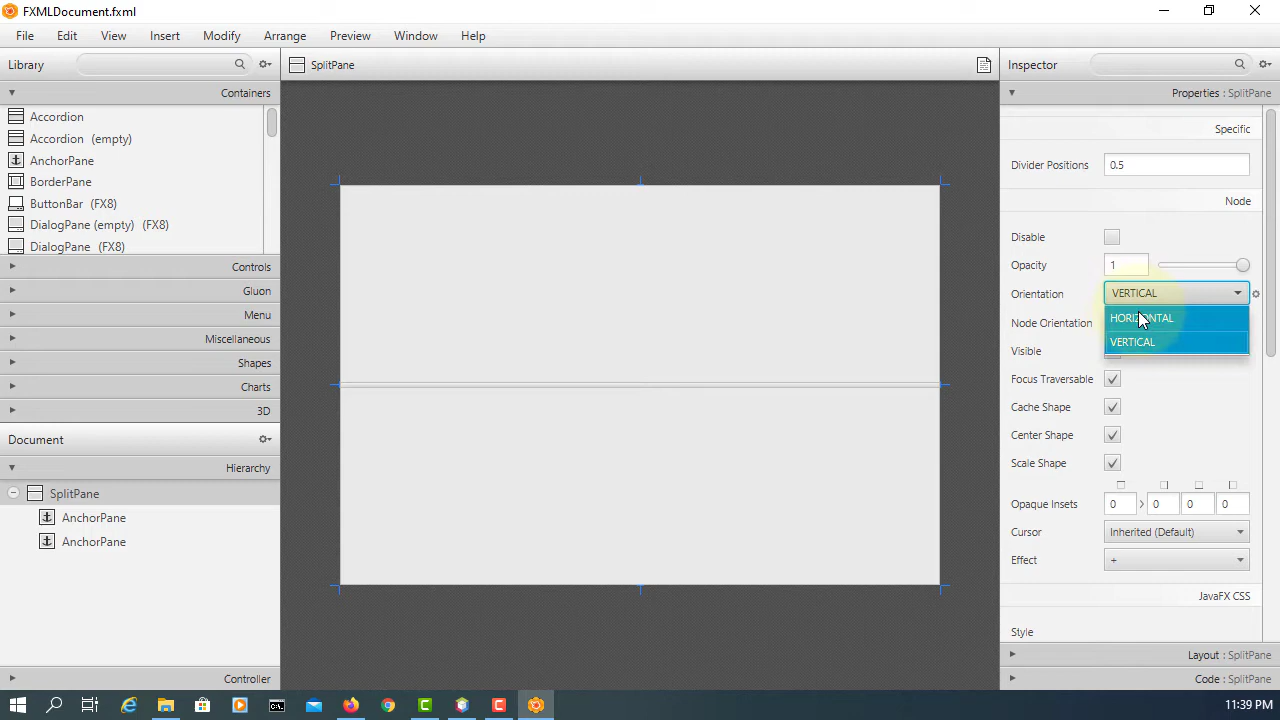 FXMLDocument.fxml
File Edit View Insert Modify Arrange Preview Window Help
Library
Containers
Accordion
Accordion (empty)
AnchorPane
BorderPane
ButtonBar (FX8)
DialogPane (empty) (FX8)
DialogPane (FX8)
Controls
Gluon
Menu
Miscellaneous
Shapes
Charts
3D
Document
Hierarchy
SplitPane
AnchorPane
AnchorPane
Controller
SplitPane
Inspector
Properties : SplitPane
Specific
Divider Positions 0.5
Node
Disable
Opacity 1
Orientation VERTICAL
HORIZONTAL
Node Orientation
VERTICAL
Visible
Focus Traversable
Cache Shape
Center Shape
Scale Shape
Opaque Insets 0 > 0 0 0
Cursor Inherited (Default)
Effect +
JavaFX CSS
Style
Layout : SplitPane
Code : SplitPane
11:39 PM